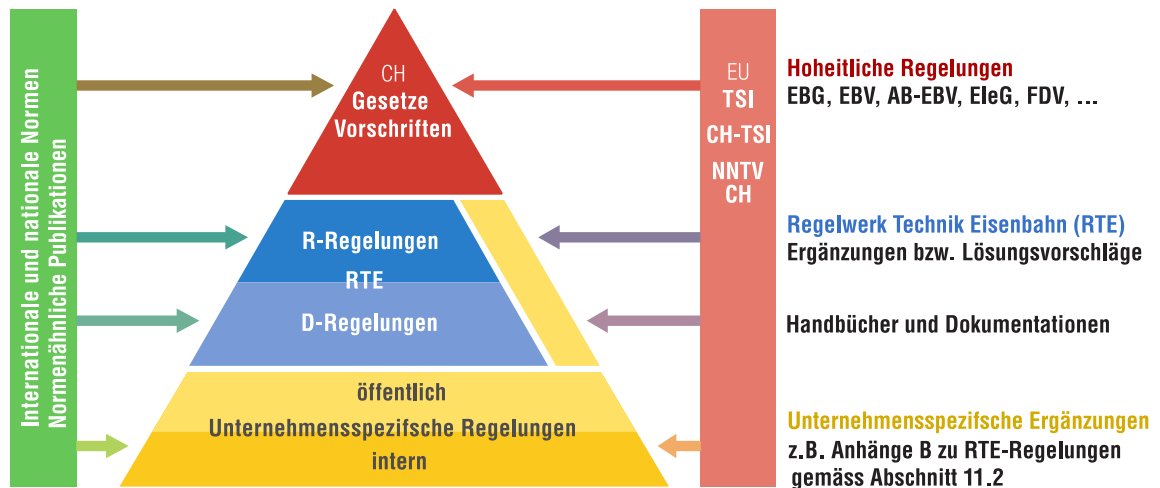 Internationale und nationale Normen
Normenähnliche Publikationen
CH
Gesetze
Vorschriften
R-Regelungen
RTE
D-Regelungen
öffentlich
Unternehmensspezifsche Regelungen
intern
EU
TSI
CH-TSI
NNTV
CH
Hoheitliche Regelungen
EBG, EBV, AB-EBV, EleG, FDV, ...
Regelwerk Technik Eisenbahn (RTE)
Ergänzungen bzw. Lösungsvorschläge
Handbücher und Dokumentationen
Unternehmensspezifsche Ergänzungen
z.B. Anhänge B zu RTE-Regelungen
gemäss Abschnitt 11.2